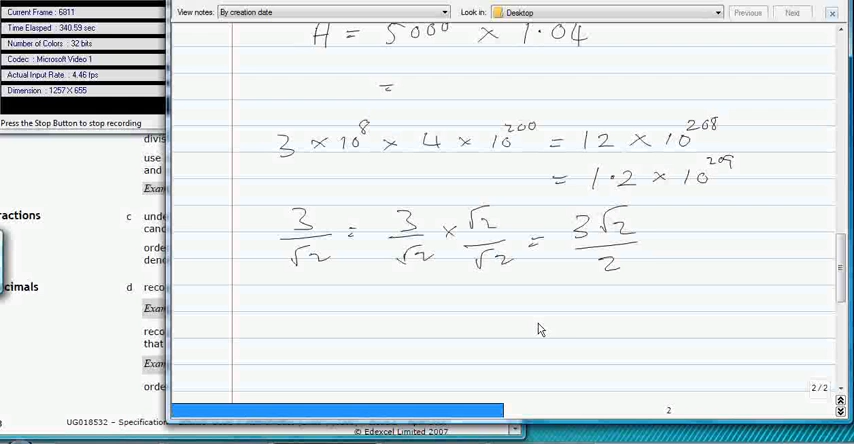 Current Frame : 6811
Time Elasped : 340.59 sec
Number of Colors : 32 bits
Codec : Microsoft Video 1
Actual Input Rate : 4.46 fps
Dimension : 1257 X 655
Press the Stop Button to stop recording
View notes: By creation date Look in: Desktop Previous Next
H = 5000 × 1·04
=
3 × 10^8 × 4 × 10^200 = 12 × 10^208
= 1·2 × 10^209
3/√2 = 3/√2 × √2/√2 = 3√2/2
divis
use
and
Exam
ractions c unde
canc
orde
deno
ecimals d reco
Exam
reco
that
Exam
orde
2/2
2
UG018532 – Specification
© Edexcel Limited 2007